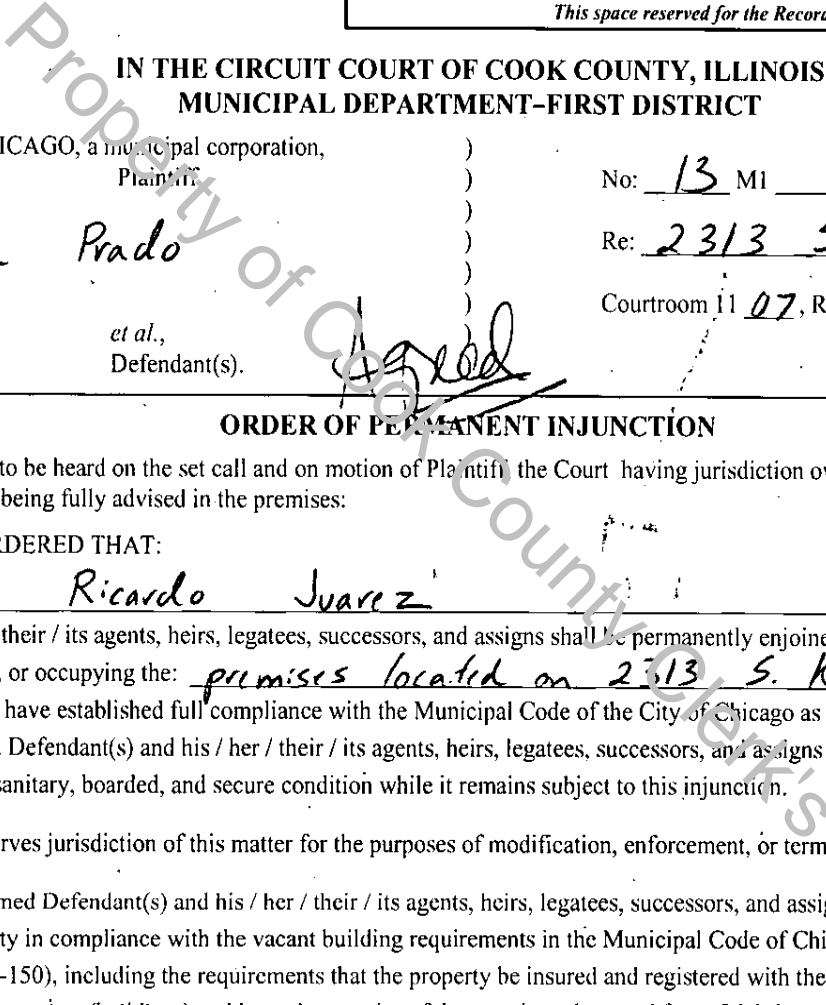 This space reserved for the Recor
IN THE CIRCUIT COURT OF COOK COUNTY, ILLINOIS
MUNICIPAL DEPARTMENT–FIRST DISTRICT
ICAGO, a municipal corporation, )
Plaintiff, ) No: 13 M1
)
Prado ) Re: 2313
)
) Courtroom 11 07, R
et al., )
Defendant(s). Agreed
ORDER OF PERMANENT INJUNCTION
to be heard on the set call and on motion of Plaintiff, the Court having jurisdiction ov
being fully advised in the premises:
RDERED THAT:
Ricardo Juarez
their / its agents, heirs, legatees, successors, and assigns shall be permanently enjoine
, or occupying the: premises located on 2313 S. K
have established full compliance with the Municipal Code of the City of Chicago as
. Defendant(s) and his / her / their / its agents, heirs, legatees, successors, and assigns
sanitary, boarded, and secure condition while it remains subject to this injunction.
rves jurisdiction of this matter for the purposes of modification, enforcement, or term
med Defendant(s) and his / her / their / its agents, heirs, legatees, successors, and assig
ty in compliance with the vacant building requirements in the Municipal Code of Chi
-150), including the requirements that the property be insured and registered with the
Property of Cook County Clerk's